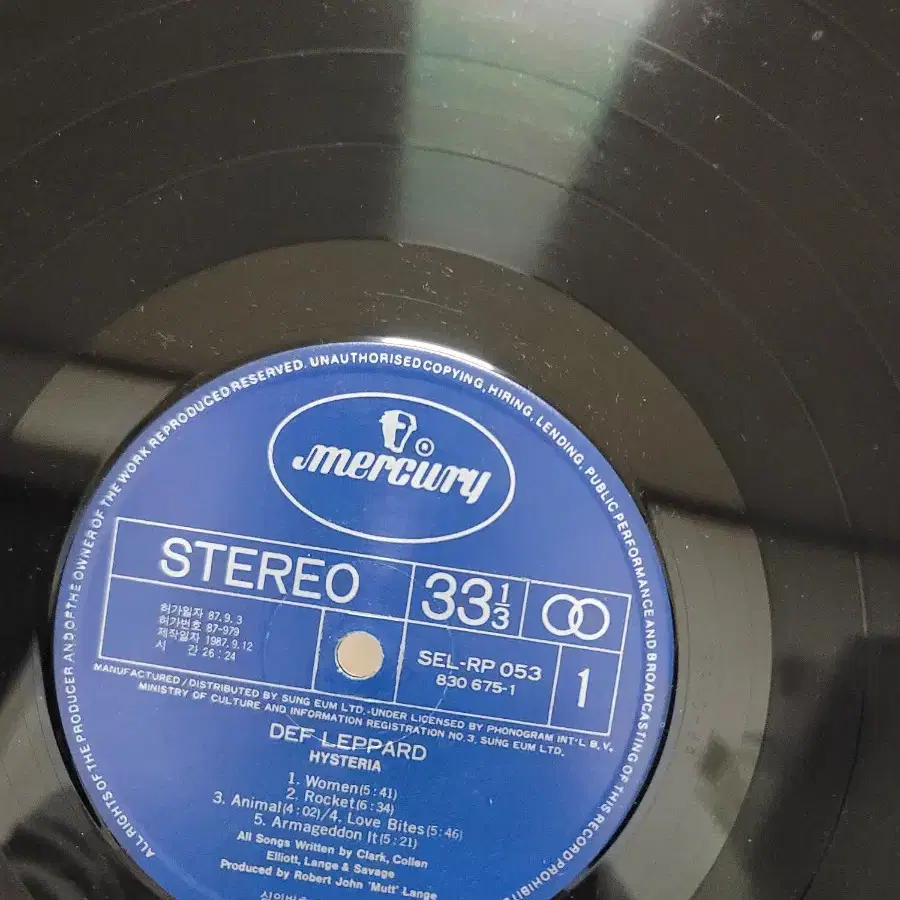 ALL RIGHTS OF THE PRODUCER AND OF THE OWNER OF THE WORK REPRODUCED RESERVED. UNAUTHORISED COPYING, HIRING, LENDING, PUBLIC PERFORMANCE AND BROADCASTING OF THIS RECORD PROHIBITE
mercury ®
STEREO
33 1/3
허가일자 87.9.3
허가번호 87-979
제작일자 1987.9.12
시 간 26:24
SEL-RP 053
830 675-1
1
MANUFACTURED/DISTRIBUTED BY SUNG EUM LTD.-UNDER LICENSED BY PHONOGRAM INT'L B.V.
MINISTRY OF CULTURE AND INFORMATION REGISTRATION NO.3, SUNG EUM LTD.
DEF LEPPARD
HYSTERIA
1. Women(5:41)
2. Rocket(6:34)
3. Animal(4:02)/4. Love Bites(5:46)
5. Armageddon It(5:21)
All Songs Written by Clark, Collen
Elliott, Lange & Savage
Produced by Robert John 'Mutt' Lange